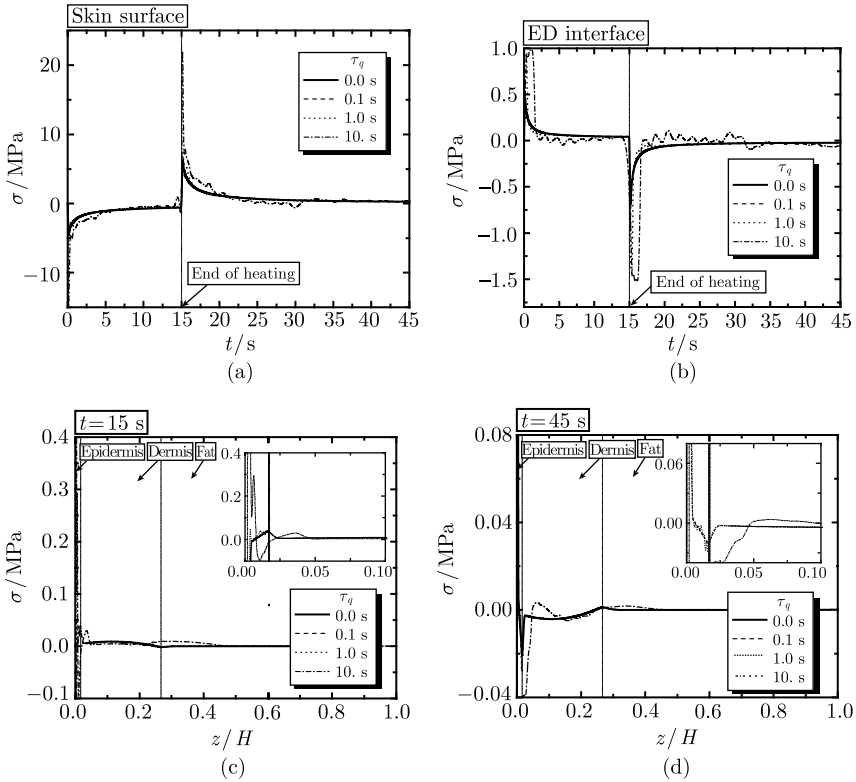 Skin surface
σ/MPa
20
10
0
−10
τq
0.0 s
0.1 s
1.0 s
10. s
End of heating
0 5 10 15 20 25 30 35 40 45
t/s
(a)
ED interface
σ/MPa
1.0
0.5
0.0
−0.5
−1.0
−1.5
τq
0.0 s
0.1 s
1.0 s
10. s
End of heating
0 5 10 15 20 25 30 35 40 45
t/s
(b)
t=15 s
σ/MPa
0.4
0.3
0.2
0.1
0.0
−0.1
Epidermis Dermis Fat
0.4
0.2
0.0
0.00 0.05 0.10
τq
0.0 s
0.1 s
1.0 s
10. s
0.0 0.2 0.4 0.6 0.8 1.0
z/H
(c)
t=45 s
σ/MPa
0.08
0.04
0.00
−0.04
Epidermis Dermis Fat
0.06
0.00
0.00 0.05 0.10
τq
0.0 s
0.1 s
1.0 s
10. s
0.0 0.2 0.4 0.6 0.8 1.0
z/H
(d)